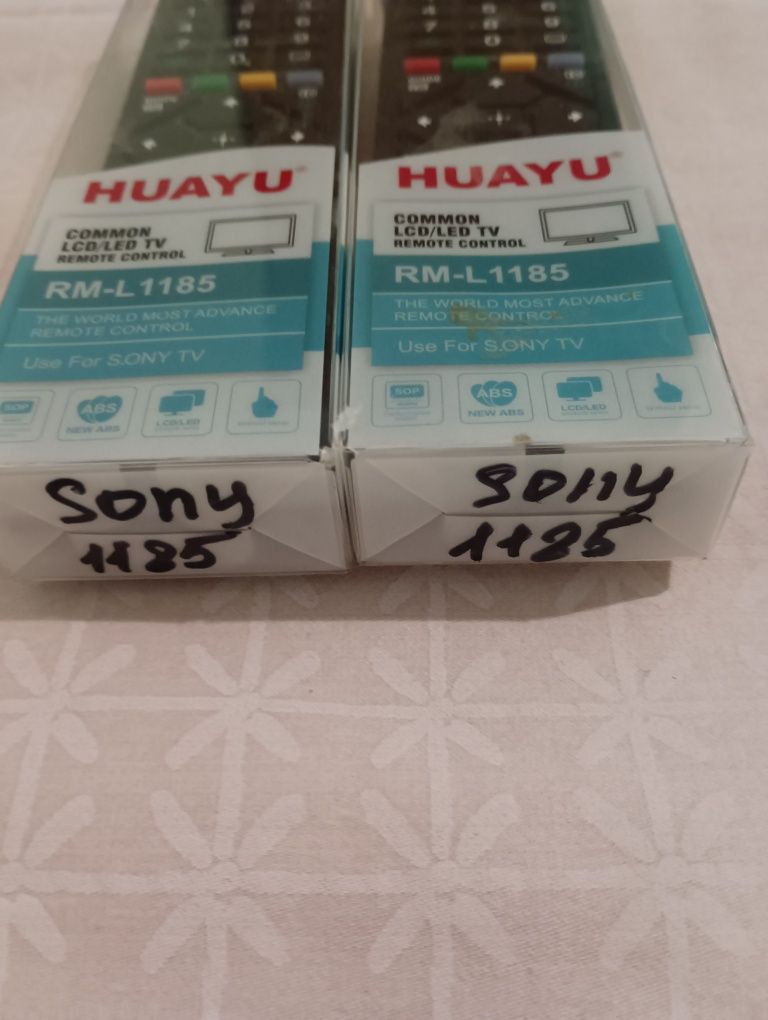 HUAYU
COMMON
LCD/LED TV
REMOTE CONTROL
RM-L1185
THE WORLD MOST ADVANCE
REMOTE CONTROL
Use For S.ONY TV
SOP
ABS
NEW ABS
LCD/LED
Sony
1185
HUAYU
COMMON
LCD/LED TV
REMOTE CONTROL
RM-L1185
THE WORLD MOST ADVANCE
REMOTE CONTROL
Use For S.ONY TV
SOP
ABS
NEW ABS
LCD/LED
Sony
1185